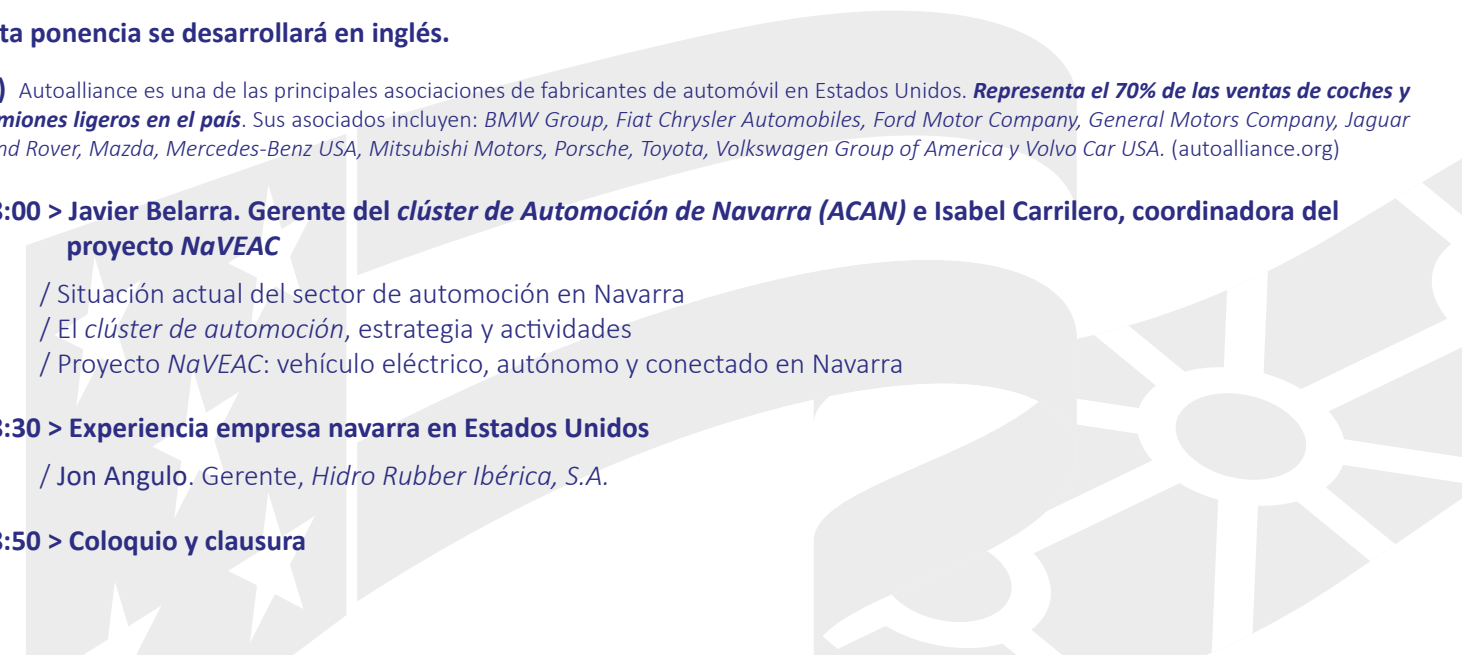 ta ponencia se desarrollará en inglés.
) Autoalliance es una de las principales asociaciones de fabricantes de automóvil en Estados Unidos. Representa el 70% de las ventas de coches y
miones ligeros en el país. Sus asociados incluyen: BMW Group, Fiat Chrysler Automobiles, Ford Motor Company, General Motors Company, Jaguar
nd Rover, Mazda, Mercedes-Benz USA, Mitsubishi Motors, Porsche, Toyota, Volkswagen Group of America y Volvo Car USA. (autoalliance.org)
:00 > Javier Belarra. Gerente del clúster de Automoción de Navarra (ACAN) e Isabel Carrilero, coordinadora del
proyecto NaVEAC
/ Situación actual del sector de automoción en Navarra
/ El clúster de automoción, estrategia y actividades
/ Proyecto NaVEAC: vehículo eléctrico, autónomo y conectado en Navarra
:30 > Experiencia empresa navarra en Estados Unidos
/ Jon Angulo. Gerente, Hidro Rubber Ibérica, S.A.
:50 > Coloquio y clausura